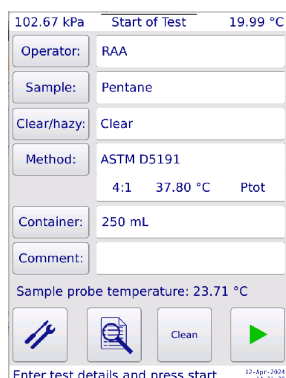 102.67 kPa Start of Test 19.99 °C
Operator: RAA
Sample: Pentane
Clear/hazy: Clear
Method: ASTM D5191
4:1 37.80 °C Ptot
Container: 250 mL
Comment:
Sample probe temperature: 23.71 °C
Clean
Enter test details and press start
12-Apr-2024